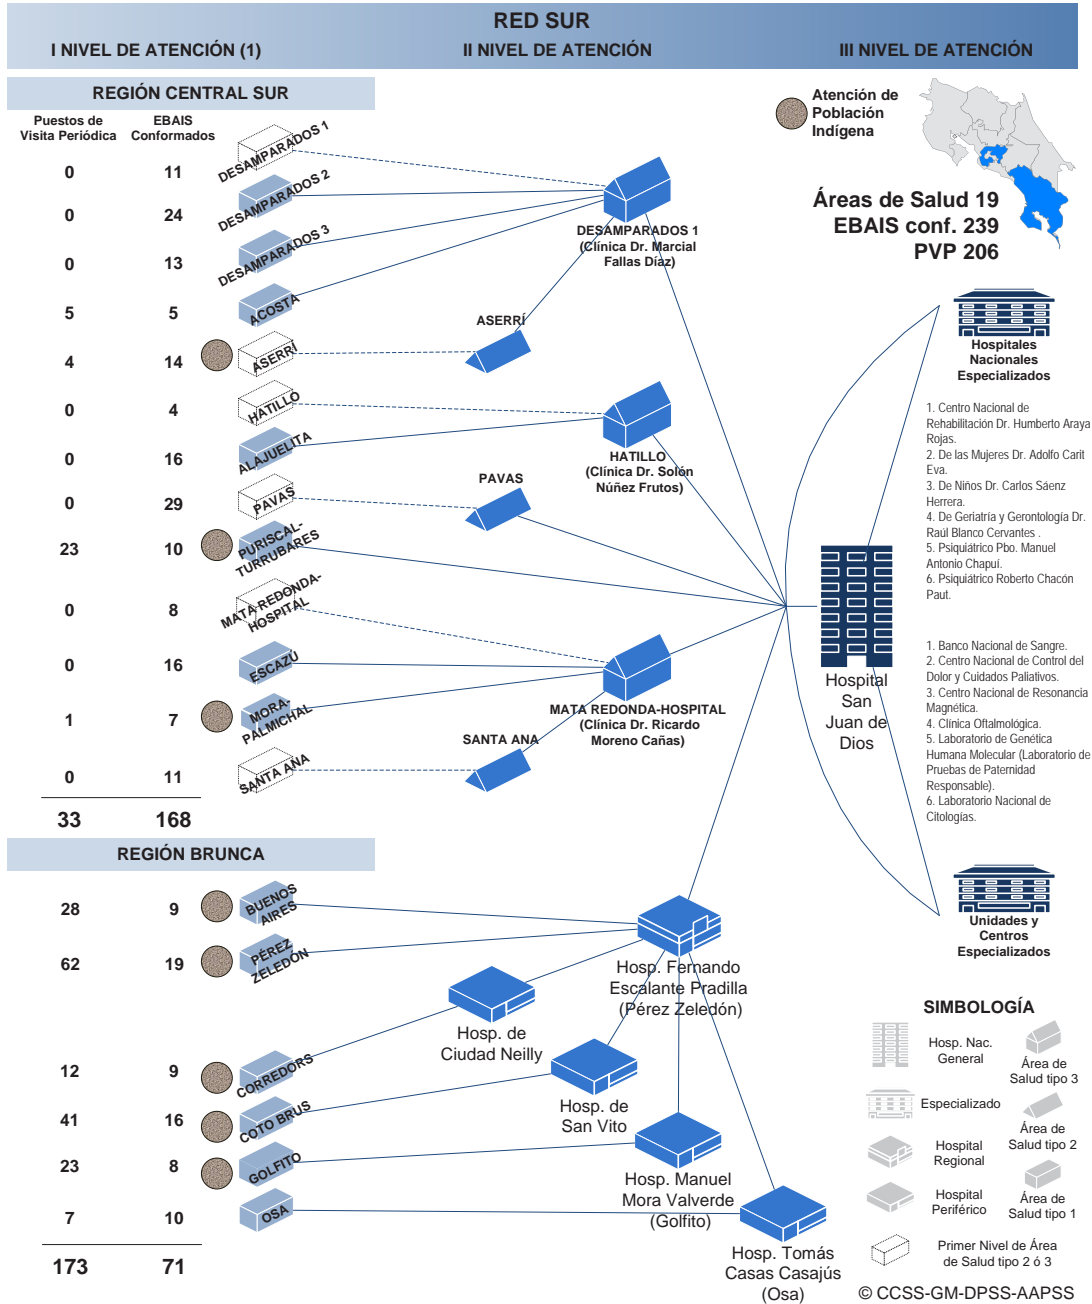 RED SUR
I NIVEL DE ATENCIÓN (1)
II NIVEL DE ATENCIÓN
III NIVEL DE ATENCIÓN
REGIÓN CENTRAL SUR
Puestos de
Visita Periódica
EBAIS
Conformados
0 11 DESAMPARADOS 1
0 24 DESAMPARADOS 2
0 13 DESAMPARADOS 3
5 5 ACOSTA
4 14 ASERRÍ
0 4 HATILLO
0 16 ALAJUELITA
0 29 PAVAS
23 10 PURISCAL-
TURRUBARES
0 8 MATA REDONDA-
HOSPITAL
0 16 ESCAZÚ
1 7 MORA-
PALMICHAL
0 11 SANTA ANA
33 168
DESAMPARADOS 1
(Clínica Dr. Marcial
Fallas Díaz)
ASERRÍ
HATILLO
(Clínica Dr. Solón
Núñez Frutos)
PAVAS
MATA REDONDA-HOSPITAL
(Clínica Dr. Ricardo
Moreno Cañas)
SANTA ANA
Atención de
Población
Indígena
Áreas de Salud 19
EBAIS conf. 239
PVP 206
Hospitales
Nacionales
Especializados
1. Centro Nacional de
Rehabilitación Dr. Humberto Araya
Rojas.
2. De las Mujeres Dr. Adolfo Carit
Eva.
3. De Niños Dr. Carlos Sáenz
Herrera.
4. De Geriatría y Gerontología Dr.
Raúl Blanco Cervantes .
5. Psiquiátrico Pbo. Manuel
Antonio Chapuí.
6. Psiquiátrico Roberto Chacón
Paut.
Hospital
San
Juan de
Dios
1. Banco Nacional de Sangre.
2. Centro Nacional de Control del
Dolor y Cuidados Paliativos.
3. Centro Nacional de Resonancia
Magnética.
4. Clínica Oftalmológica.
5. Laboratorio de Genética
Humana Molecular (Laboratorio de
Pruebas de Paternidad
Responsable).
6. Laboratorio Nacional de
Citologías.
Unidades y
Centros
Especializados
REGIÓN BRUNCA
28 9 BUENOS
AIRES
62 19 PÉREZ
ZELEDÓN
12 9 CORREDORS
41 16 COTO BRUS
23 8 GOLFITO
7 10 OSA
173 71
Hosp. Fernando
Escalante Pradilla
(Pérez Zeledón)
Hosp. de
Ciudad Neilly
Hosp. de
San Vito
Hosp. Manuel
Mora Valverde
(Golfito)
Hosp. Tomás
Casas Casajús
(Osa)
SIMBOLOGÍA
Hosp. Nac.
General
Área de
Salud tipo 3
Especializado
Área de
Salud tipo 2
Hospital
Regional
Hospital
Periférico
Área de
Salud tipo 1
Primer Nivel de Área
de Salud tipo 2 ó 3
© CCSS-GM-DPSS-AAPSS